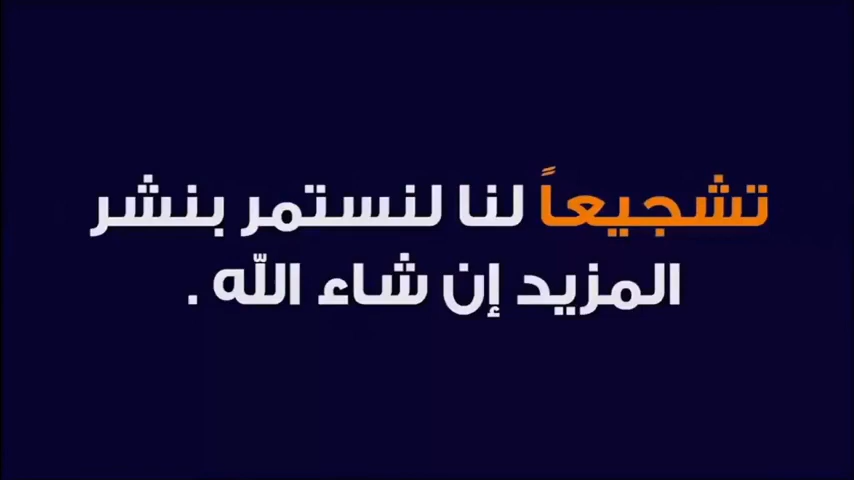 تشجيعاً لنا لنستمر بنشر
المزيد إن شاء الله .